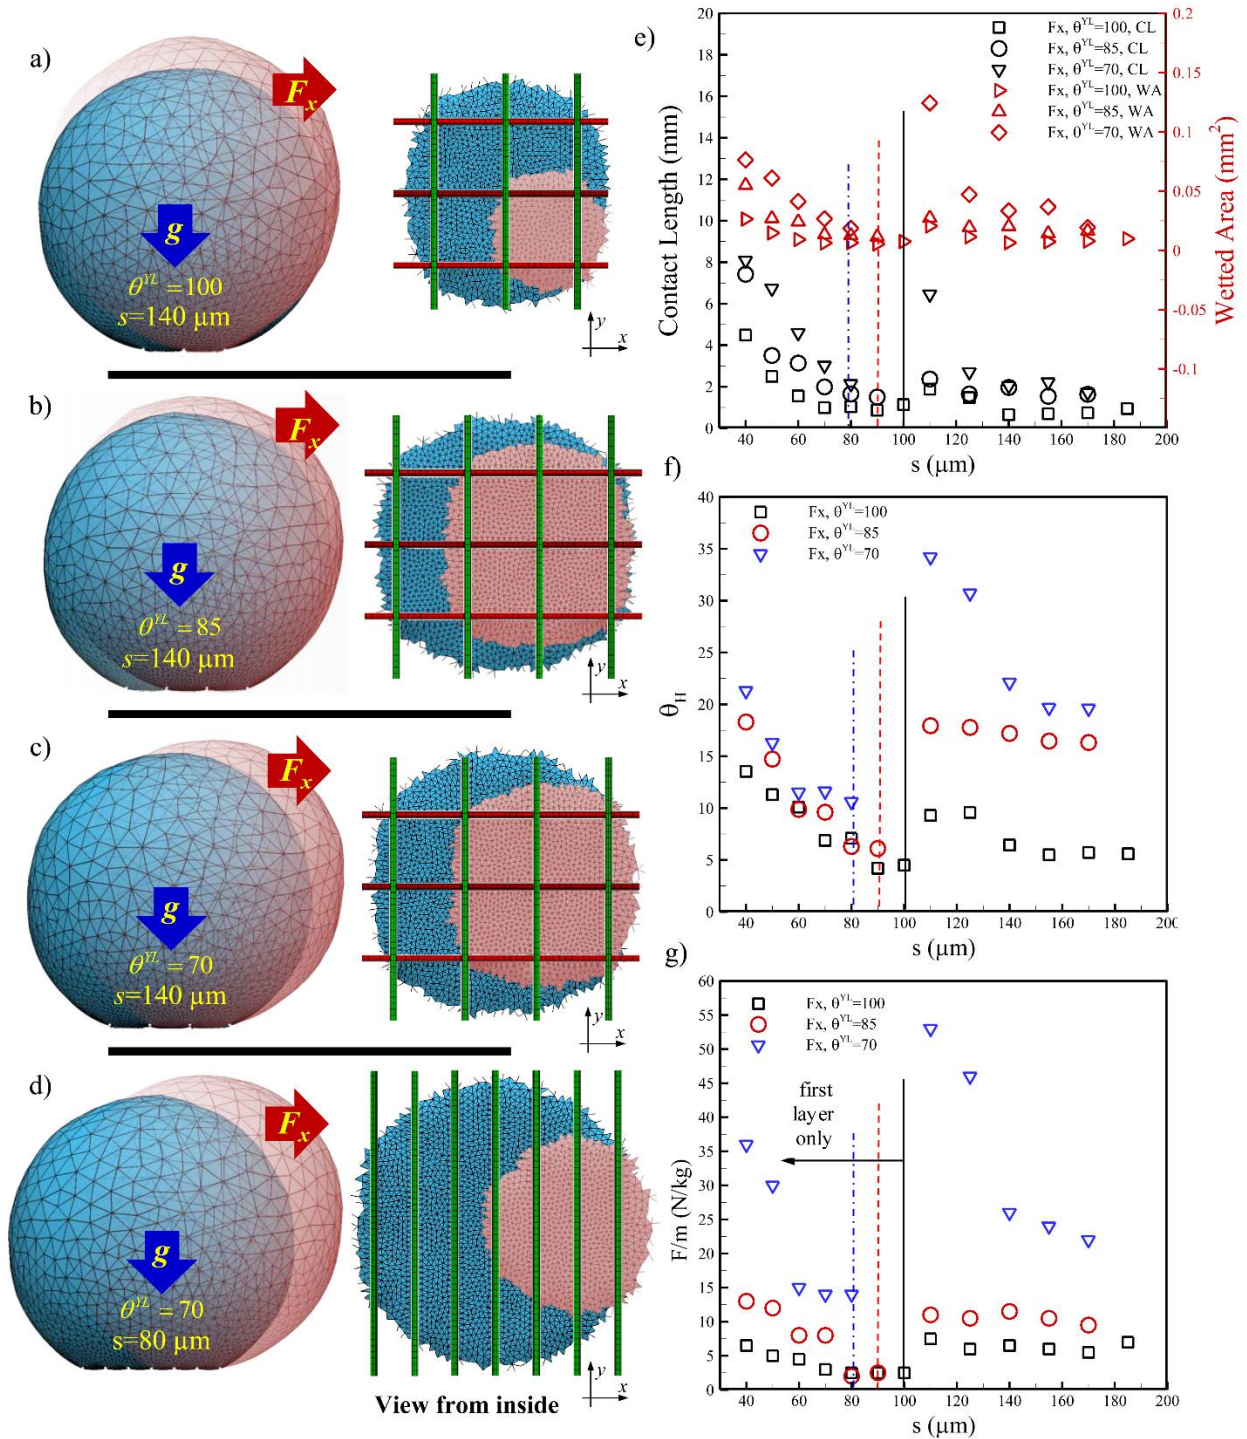 a)
Fₓ
g
θ^YL = 100
s=140 μm
y
x
b)
Fₓ
g
θ^YL = 85
s=140 μm
y
x
c)
Fₓ
g
θ^YL = 70
s=140 μm
y
x
d)
Fₓ
g
θ^YL = 70
s=80 μm
y
x
View from inside
e)
Contact Length (mm)
20
18
16
14
12
10
8
6
4
2
0
Fx, θ^YL=100, CL
Fx, θ^YL=85, CL
Fx, θ^YL=70, CL
Fx, θ^YL=100, WA
Fx, θ^YL=85, WA
Fx, θ^YL=70, WA
0.2
0.15
0.1
0.05
0
-0.05
-0.1
Wetted Area (mm²)
40 60 80 100 120 140 160 180 200
s (μm)
f)
θ_H
40
35
30
25
20
15
10
5
0
Fx, θ^YL=100
Fx, θ^YL=85
Fx, θ^YL=70
40 60 80 100 120 140 160 180 200
s (μm)
g)
F/m (N/kg)
60
55
50
45
40
35
30
25
20
15
10
5
0
Fx, θ^YL=100
Fx, θ^YL=85
Fx, θ^YL=70
first
layer
only
40 60 80 100 120 140 160 180 200
s (μm)